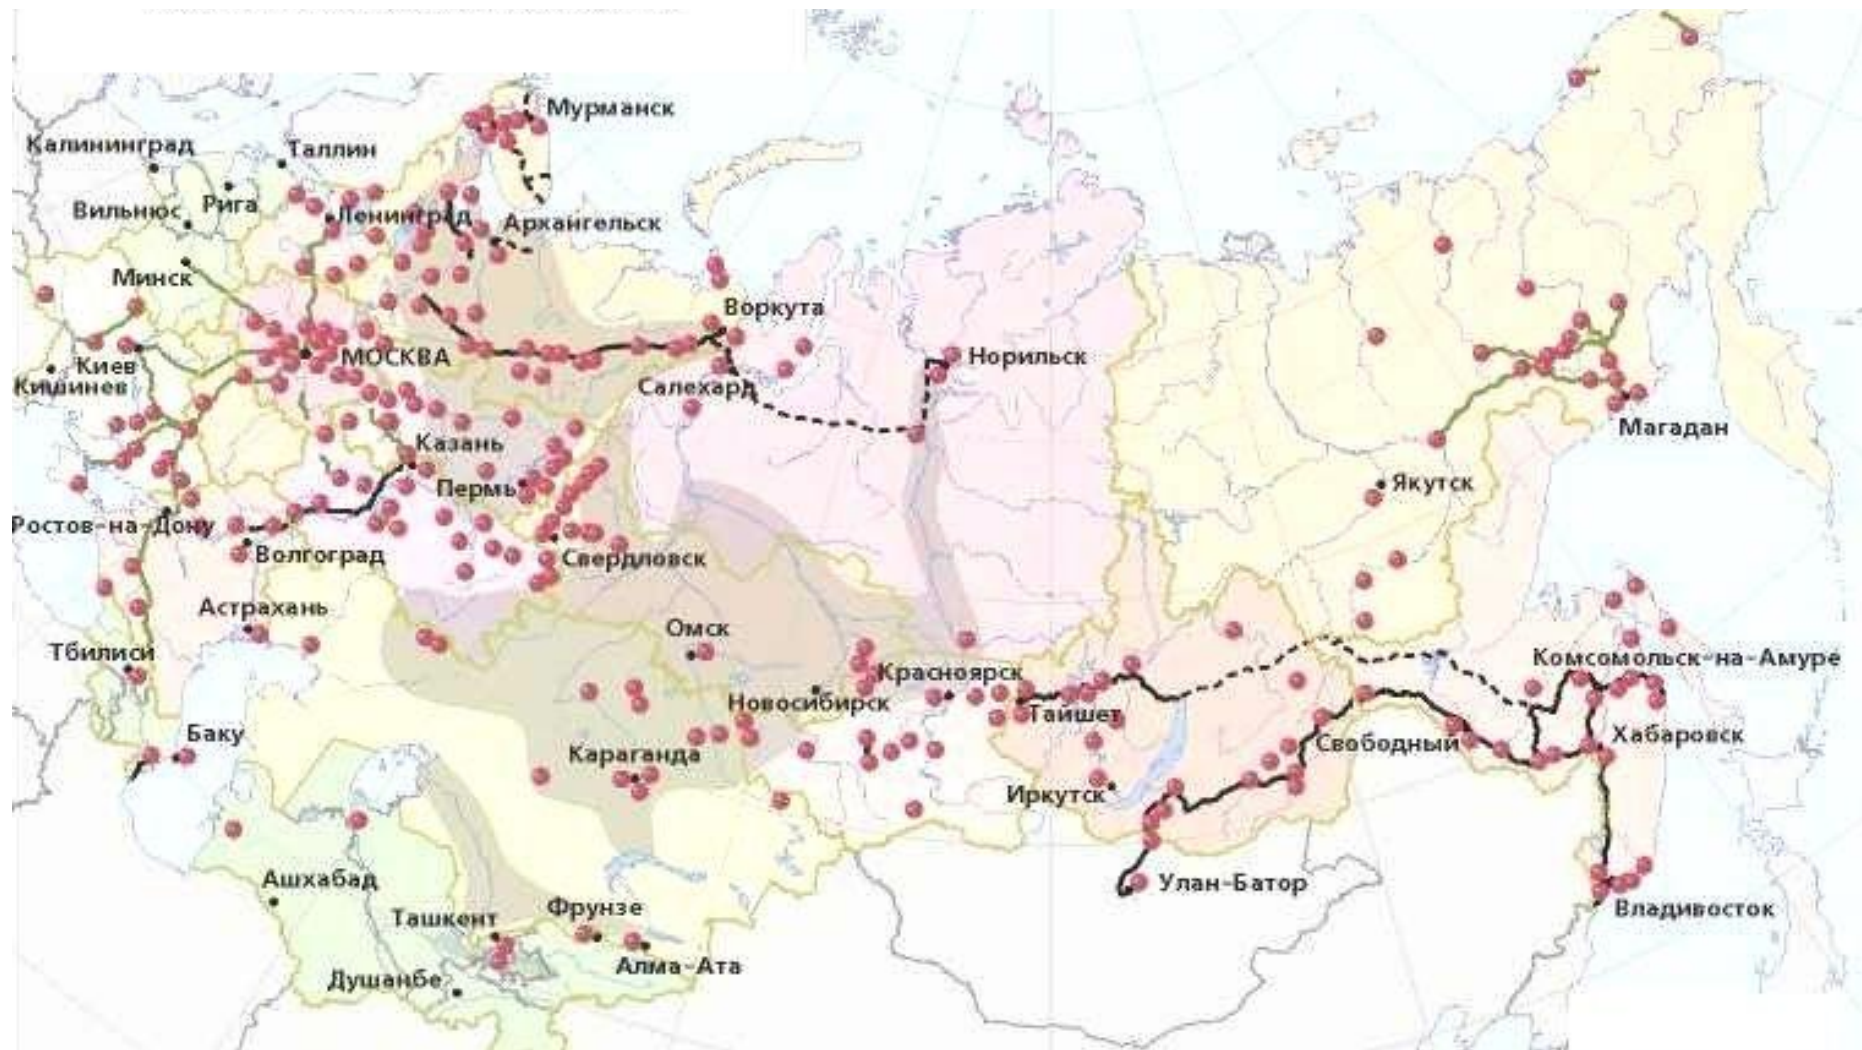 Мурманск
Калининград
Таллин
Рига
Вильнюс
Ленинград
Архангельск
Минск
Воркута
МОСКВА
Норильск
Киев
Кишинев
Салехард
Магадан
Казань
Пермь
Якутск
Ростов-на-Дону
Волгоград
Свердловск
Астрахань
Омск
Тбилиси
Комсомольск-на-Амуре
Красноярск
Новосибирск
Тайшет
Баку
Хабаровск
Свободный
Караганда
Иркутск
Ашхабад
Улан-Батор
Фрунзе
Ташкент
Владивосток
Алма-Ата
Душанбе